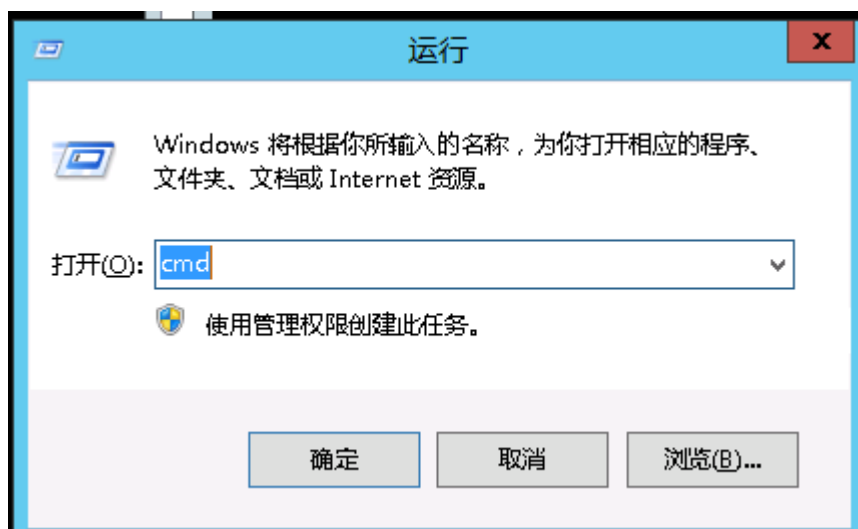 运行
Windows 将根据你所输入的名称，为你打开相应的程序、
文件夹、文档或 Internet 资源。
打开(O): cmd
使用管理权限创建此任务。
确定 取消 浏览(B)...